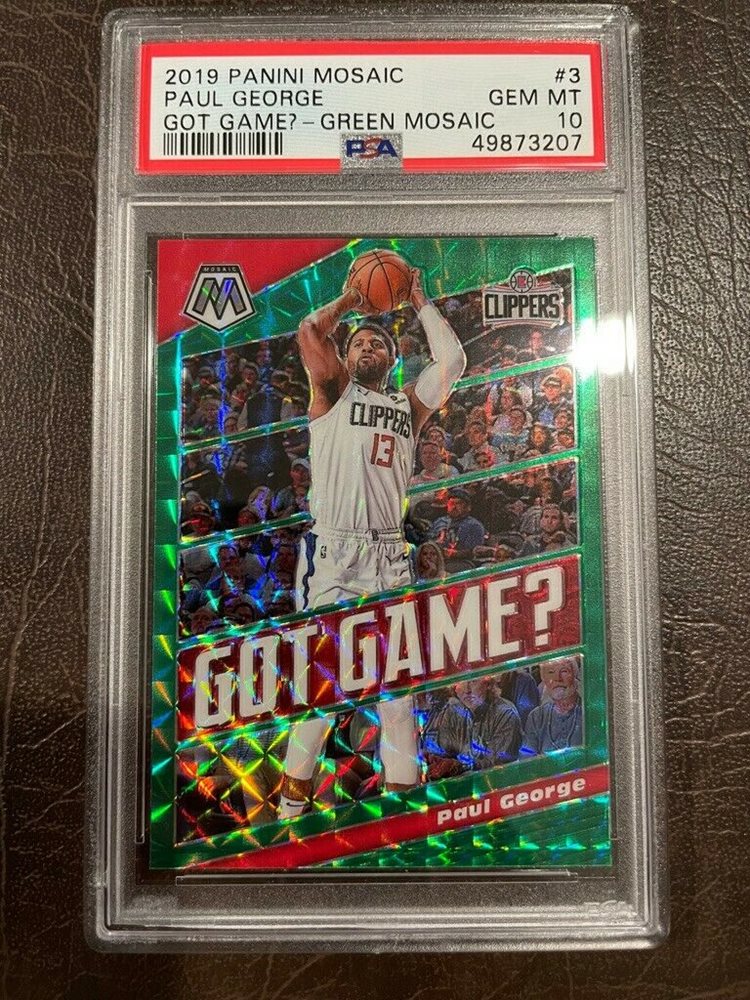 2019 PANINI MOSAIC #3
PAUL GEORGE GEM MT
GOT GAME?-GREEN MOSAIC 10
PSA 49873207
MOSAIC
M
CLIPPERS
CLIPPERS
13
GOT GAME?
Paul George